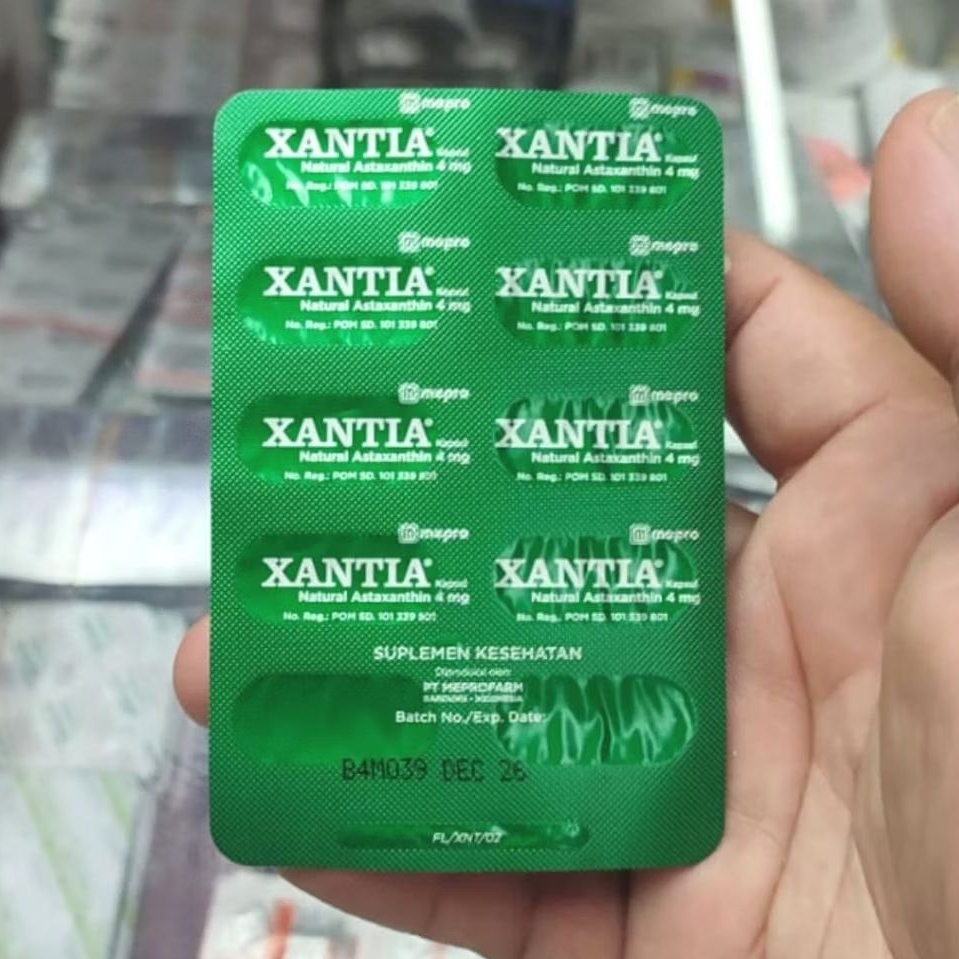 mepro mepro
XANTIA® Kapsul XANTIA® Kapsul
Natural Astaxanthin 4 mg Natural Astaxanthin 4 mg
No. Reg.: POM SD. 101 339 801 No. Reg.: POM SD. 101 339 801
mepro mepro
XANTIA® Kapsul XANTIA® Kapsul
Natural Astaxanthin 4 mg Natural Astaxanthin 4 mg
No. Reg.: POM SD. 101 339 801 No. Reg.: POM SD. 101 339 801
mepro mepro
XANTIA® Kapsul XANTIA® Kapsul
Natural Astaxanthin 4 mg Natural Astaxanthin 4 mg
No. Reg.: POM SD. 101 339 801 No. Reg.: POM SD. 101 339 801
mepro mepro
XANTIA® Kapsul XANTIA® Kapsul
Natural Astaxanthin 4 mg Natural Astaxanthin 4 mg
No. Reg.: POM SD. 101 339 801 No. Reg.: POM SD. 101 339 801
SUPLEMEN KESEHATAN
Diproduksi oleh:
PT MEPROFARM
BANDUNG - INDONESIA
Batch No./Exp. Date:
B4M039 DEC 26
FL/XNT/02